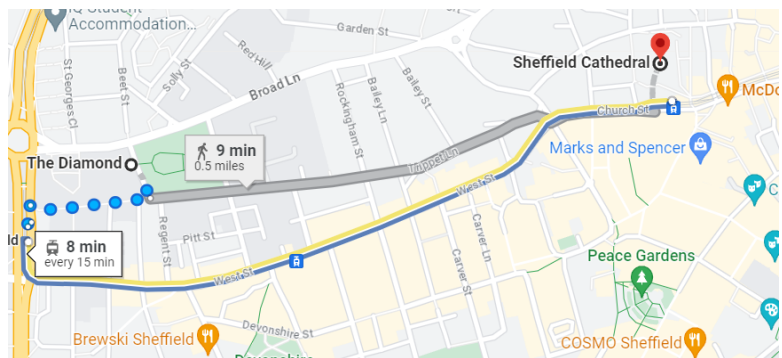 IQ Student
Accommodation...
Garden St
Sheffield Cathedral
Red Hill
Solly St
Beet St
St Georges Cl
Broad Ln
Bailey Ln
Bailey St
Rockingham St
McDo
Church St
9 min
0.5 miles
The Diamond
Trippet Ln
Marks and Spencer
West St
C
ld
8 min
every 15 min
Pitt St
Regent St
Carver Ln
Carver St
West St
Peace Gardens
Devonshire St
Brewski Sheffield
COSMO Sheffield
Devonshire